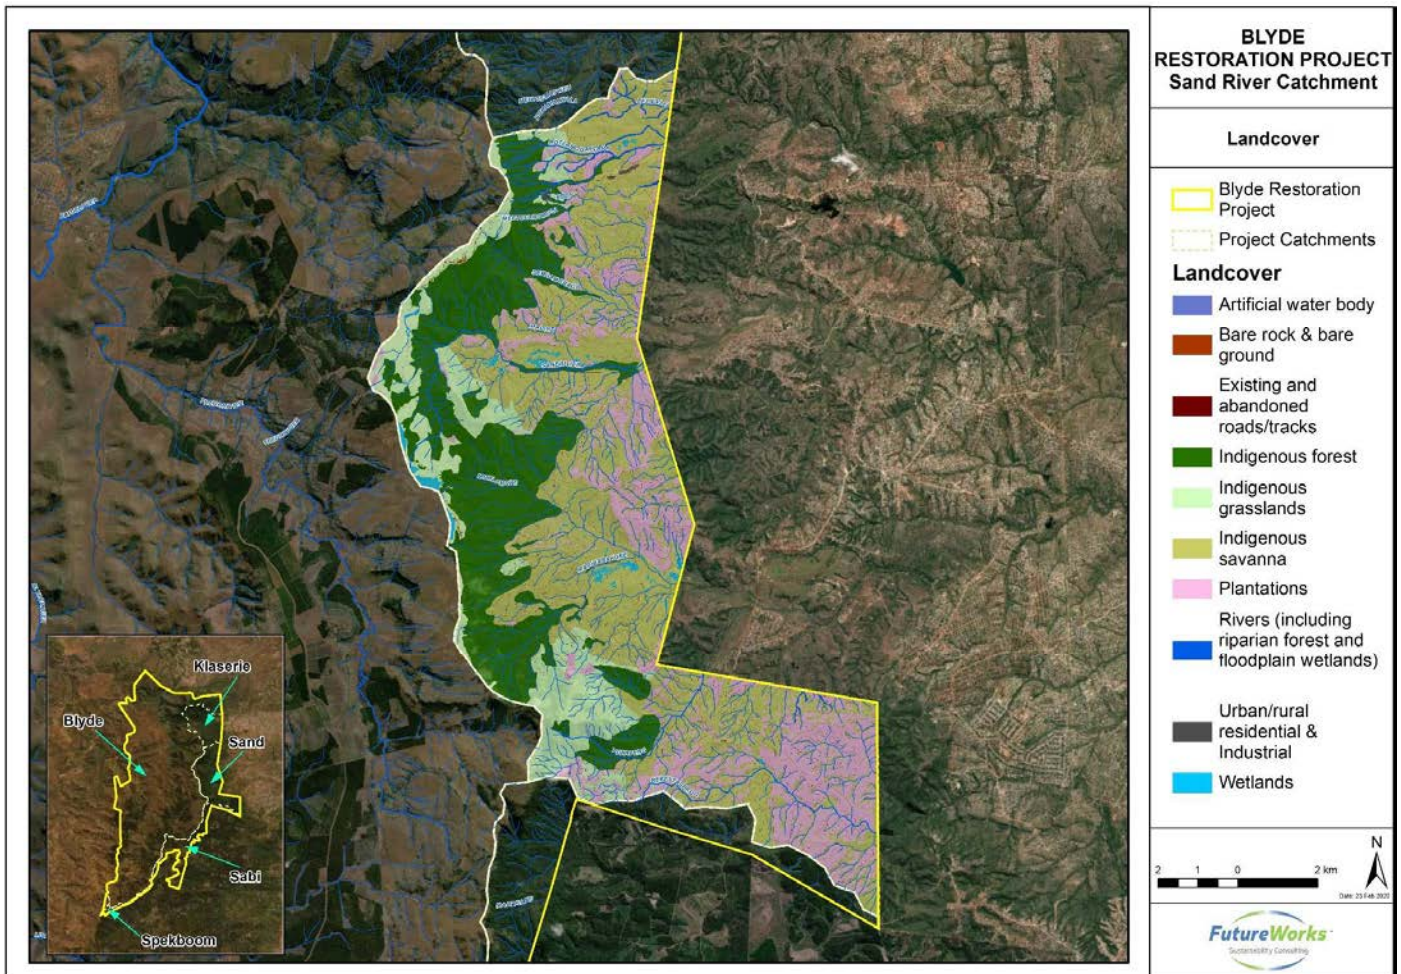 BLYDE
RESTORATION PROJECT
Sand River Catchment
Landcover
Blyde Restoration
Project
Project Catchments
Landcover
Artificial water body
Bare rock & bare
ground
Existing and
abandoned
roads/tracks
Indigenous forest
Indigenous
grasslands
Indigenous
savanna
Plantations
Rivers (including
riparian forest and
floodplain wetlands)
Urban/rural
residential &
Industrial
Wetlands
N
2 1 0 2 km
FutureWorks
Sustainability Consulting
Klaserie
Blyde
Sand
Sabi
Spekboom